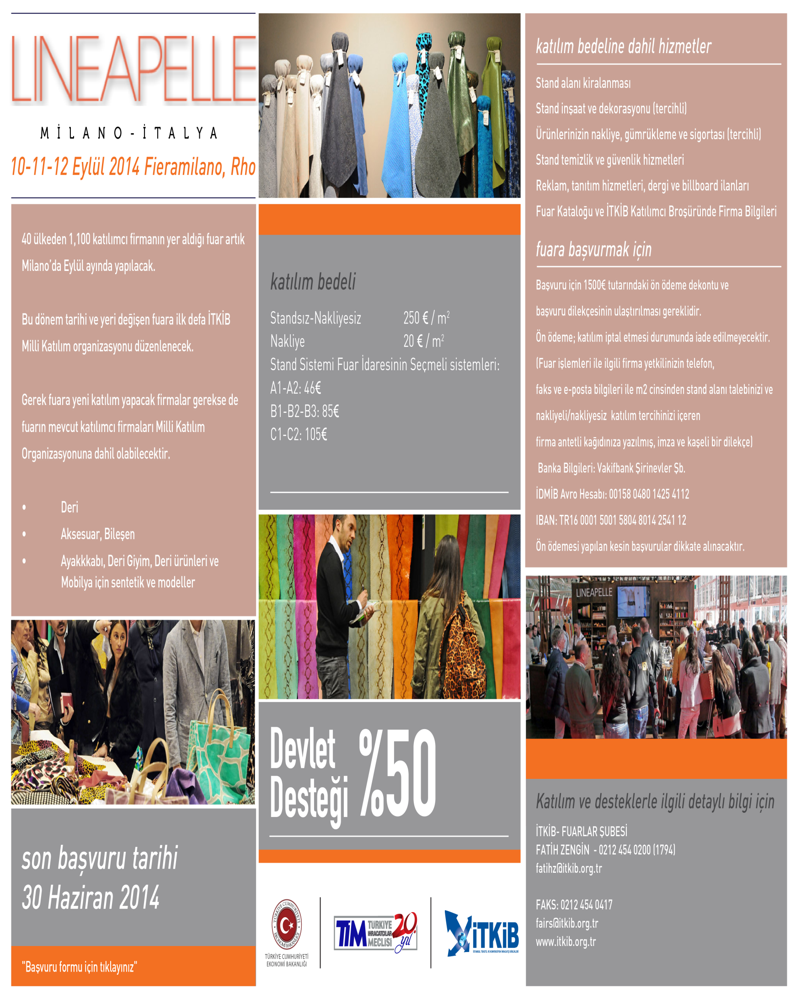 LINEAPELLE
MİLANO-İTALYA
10-11-12 Eylül 2014 Fieramilano, Rho
40 ülkeden 1,100 katılımcı firmanın yer aldığı fuar artık
Milano'da Eylül ayında yapılacak.
Bu dönem tarihi ve yeri değişen fuara ilk defa İTKİB
Milli Katılım organizasyonu düzenlenecek.
Gerek fuara yeni katılım yapacak firmalar gerekse de
fuarın mevcut katılımcı firmaları Milli Katılım
Organizasyonuna dahil olabilecektir.
• Deri
• Aksesuar, Bileşen
• Ayakkkabı, Deri Giyim, Deri ürünleri ve
Mobilya için sentetik ve modeller
son başvuru tarihi
30 Haziran 2014
"Başvuru formu için tıklayınız"
katılım bedeli
Standsız-Nakliyesiz 250 € / m²
Nakliye 20 € / m²
Stand Sistemi Fuar İdaresinin Seçmeli sistemleri:
A1-A2: 46€
B1-B2-B3: 85€
C1-C2: 105€
Devlet
Desteği %50
TÜRKİYE CUMHURİYETİ
EKONOMİ BAKANLIĞI
TÜRKİYE CUMHURİYETİ
EKONOMİ BAKANLIĞI
TİM TÜRKİYE
İHRACATÇILAR
MECLİSİ
20. yıl
İTKİB
İSTANBUL TEKSTİL VE KONFEKSİYON İHRACATÇI BİRLİKLERİ
katılım bedeline dahil hizmetler
Stand alanı kiralanması
Stand inşaat ve dekorasyonu (tercihli)
Ürünlerinizin nakliye, gümrükleme ve sigortası (tercihli)
Stand temizlik ve güvenlik hizmetleri
Reklam, tanıtım hizmetleri, dergi ve billboard ilanları
Fuar Kataloğu ve İTKİB Katılımcı Broşüründe Firma Bilgileri
fuara başvurmak için
Başvuru için 1500€ tutarındaki ön ödeme dekontu ve
başvuru dilekçesinin ulaştırılması gereklidir.
Ön ödeme; katılım iptal etmesi durumunda iade edilmeyecektir.
(Fuar işlemleri ile ilgili firma yetkilinizin telefon,
faks ve e-posta bilgileri ile m2 cinsinden stand alanı talebinizi ve
nakliyeli/nakliyesiz katılım tercihinizi içeren
firma antetli kağıdınıza yazılmış, imza ve kaşeli bir dilekçe)
Banka Bilgileri: Vakifbank Şirinevler Şb.
İDMİB Avro Hesabı: 00158 0480 1425 4112
IBAN: TR16 0001 5001 5804 8014 2541 12
Ön ödemesi yapılan kesin başvurular dikkate alınacaktır.
LINEAPELLE
Katılım ve desteklerle ilgili detaylı bilgi için
İTKİB- FUARLAR ŞUBESİ
FATİH ZENGİN - 0212 454 0200 (1794)
fatihz@itkib.org.tr
FAKS: 0212 454 0417
fairs@itkib.org.tr
www.itkib.org.tr